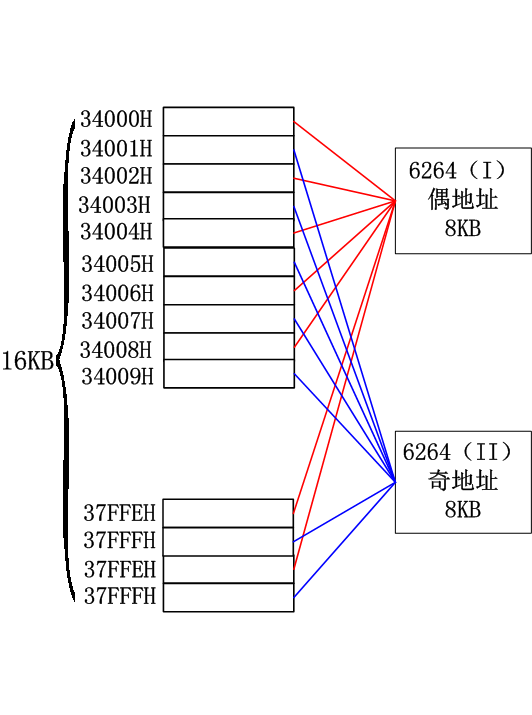 34000H
34001H
34002H
34003H
34004H
34005H
34006H
34007H
34008H
34009H
16KB
37FFEH
37FFFH
37FFEH
37FFFH
6264（I）
偶地址
8KB
6264（II）
奇地址
8KB